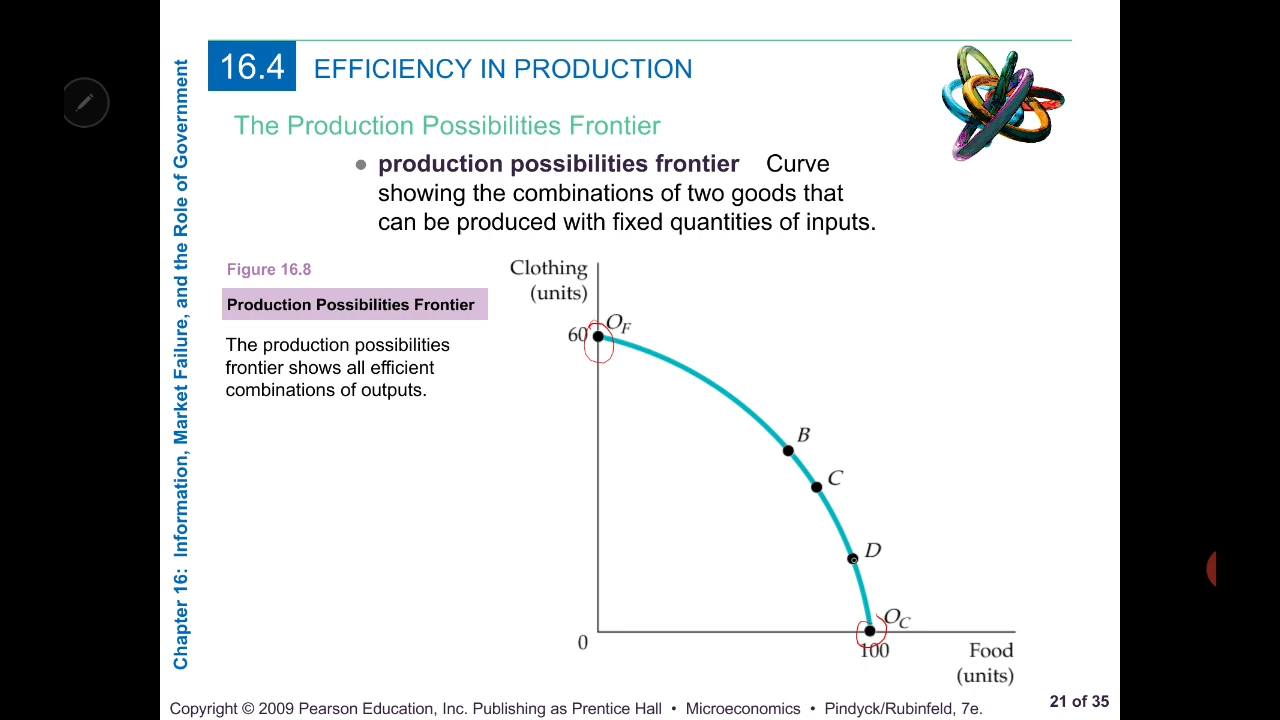 16.4 EFFICIENCY IN PRODUCTION
The Production Possibilities Frontier
• production possibilities frontier Curve
showing the combinations of two goods that
can be produced with fixed quantities of inputs.
Figure 16.8
Production Possibilities Frontier
The production possibilities
frontier shows all efficient
combinations of outputs.
Clothing
(units)
60
O_F
B
C
D
O_C
0
100
Food
(units)
Chapter 16: Information, Market Failure, and the Role of Government
Copyright © 2009 Pearson Education, Inc. Publishing as Prentice Hall • Microeconomics • Pindyck/Rubinfeld, 7e.
21 of 35